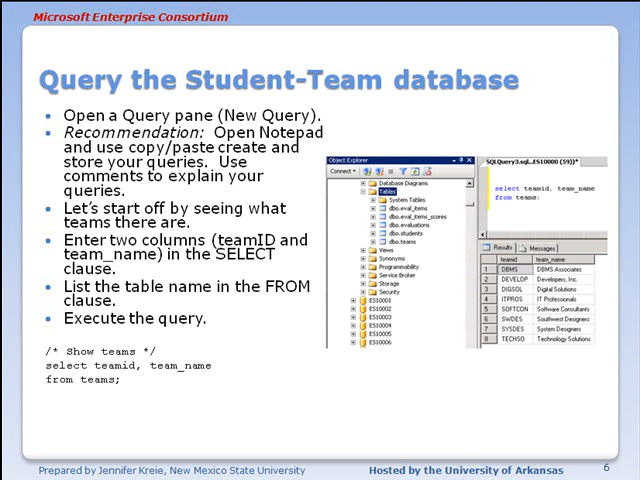 Microsoft Enterprise Consortium
Query the Student-Team database
• Open a Query pane (New Query).
• Recommendation: Open Notepad
and use copy/paste create and
store your queries. Use
comments to explain your
queries.
• Let's start off by seeing what
teams there are.
• Enter two columns (teamID and
team_name) in the SELECT
clause.
• List the table name in the FROM
clause.
• Execute the query.
/* Show teams */
select teamid, team_name
from teams;
Object Explorer
Connect
Database Diagrams
Tables
System Tables
dbo.eval_items
dbo.eval_items_scores
dbo.evaluations
dbo.students
dbo.teams
Views
Synonyms
Programmability
Service Broker
Storage
Security
ES10001
ES10002
ES10003
ES10004
ES10005
ES10006
SQLQuery3.sql...ES10000 (59))*
select teamid, team_name
from teams;
Results Messages
teamid team_name
1 DBMS DBMS Associates
2 DEVELOP Developers, Inc.
3 DIGSOL Digital Solutions
4 ITPROS IT Professionals
5 SOFTCON Software Consultants
6 SWDES Southwest Designers
7 SYSDES System Designers
8 TECHSO Technology Solutions
Prepared by Jennifer Kreie, New Mexico State University
Hosted by the University of Arkansas
6